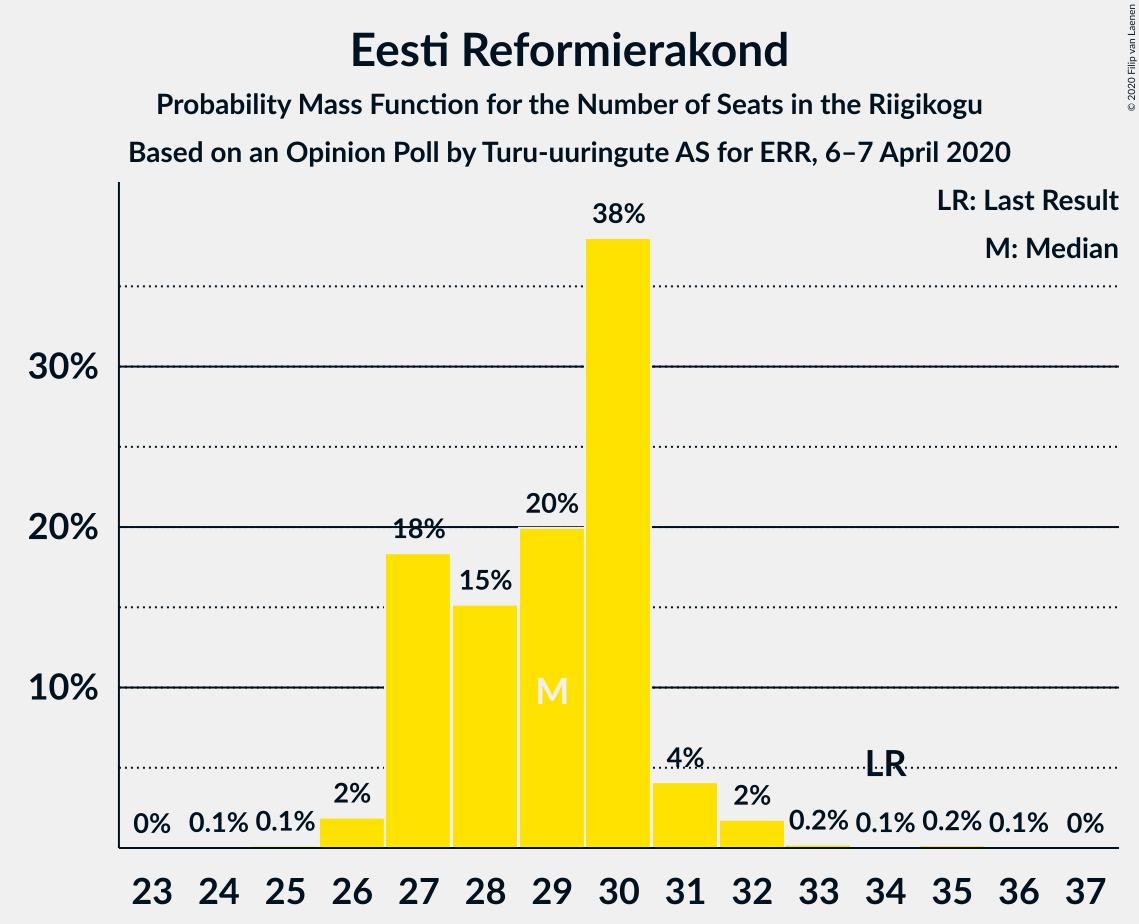 Eesti Reformierakond
Probability Mass Function for the Number of Seats in the Riigikogu
Based on an Opinion Poll by Turu-uuringute AS for ERR, 6–7 April 2020
© 2020 Filip van Laenen
LR: Last Result
M: Median
38%
30%
20%
20%
18%
15%
10%
M
LR
4%
2%
2%
0%
0.1%
0.1%
0.2%
0.1%
0.2%
0.1%
0%
23 24 25 26 27 28 29 30 31 32 33 34 35 36 37